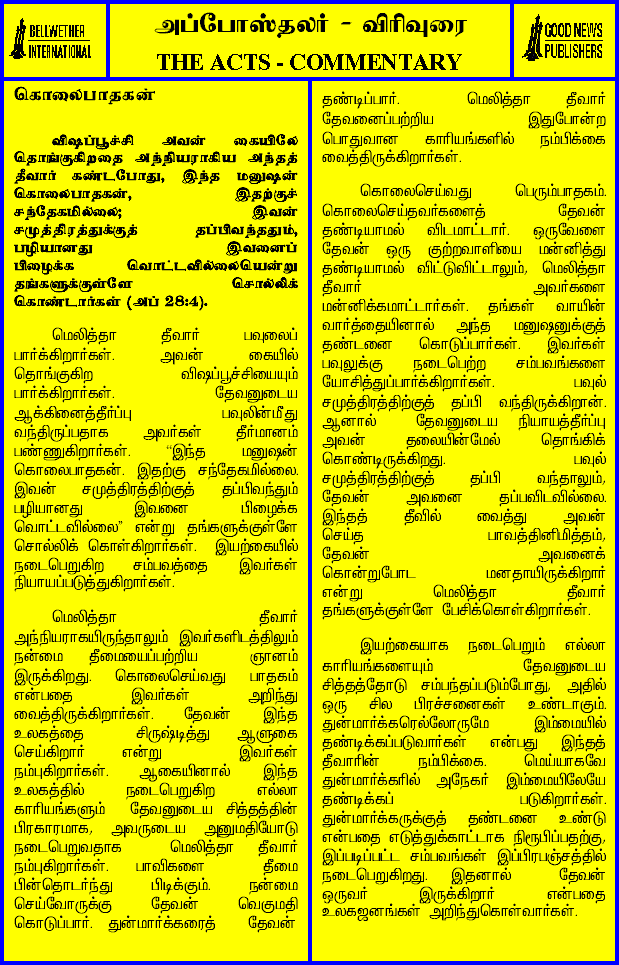 BELLWETHER
INTERNATIONAL
அப்போஸ்தலர் - விரிவுரை
THE ACTS - COMMENTARY
GOOD NEWS
PUBLISHERS
கொலைபாதகன்
விஷப்பூச்சி அவன் கையிலே
தொங்குகிறதை அந்நியராகிய அந்தத்
தீவார் கண்டபோது, இந்த மனுஷன்
கொலைபாதகன், இதற்குச்
சந்தேகமில்லை; இவன்
சமுத்திரத்துக்குத் தப்பிவந்ததும்,
பழியானது இவனைப்
பிழைக்க வொட்டவில்லையென்று
தங்களுக்குள்ளே சொல்லிக்
கொண்டார்கள் (அப் 28:4).
மெலித்தா தீவார் பவுலைப்
பார்க்கிறார்கள். அவன் கையில்
தொங்குகிற விஷப்பூச்சியையும்
பார்க்கிறார்கள். தேவனுடைய
ஆக்கினைத்தீர்ப்பு பவுலின்மீது
வந்திருப்பதாக அவர்கள் தீர்மானம்
பண்ணுகிறார்கள். “இந்த மனுஷன்
கொலைபாதகன். இதற்கு சந்தேகமில்லை.
இவன் சமுத்திரத்திற்குத் தப்பிவந்தும்
பழியானது இவனை பிழைக்க
வொட்டவில்லை” என்று தங்களுக்குள்ளே
சொல்லிக் கொள்கிறார்கள். இயற்கையில்
நடைபெறுகிற சம்பவத்தை இவர்கள்
நியாயப்படுத்துகிறார்கள்.
மெலித்தா தீவார்
அந்நியராகயிருந்தாலும் இவர்களிடத்திலும்
நன்மை தீமையைப்பற்றிய ஞானம்
இருக்கிறது. கொலைசெய்வது பாதகம்
என்பதை இவர்கள் அறிந்து
வைத்திருக்கிறார்கள். தேவன் இந்த
உலகத்தை சிருஷ்டித்து ஆளுகை
செய்கிறார் என்று இவர்கள்
நம்புகிறார்கள். ஆகையினால் இந்த
உலகத்தில் நடைபெறுகிற எல்லா
காரியங்களும் தேவனுடைய சித்தத்தின்
பிரகாரமாக, அவருடைய அனுமதியோடு
நடைபெறுவதாக மெலித்தா தீவார்
நம்புகிறார்கள். பாவிகளை தீமை
பின்தொடர்ந்து பிடிக்கும். நன்மை
செய்வோருக்கு தேவன் வெகுமதி
கொடுப்பார். துன்மார்க்கரைத் தேவன்
தண்டிப்பார். மெலித்தா தீவார்
தேவனைப்பற்றிய இதுபோன்ற
பொதுவான காரியங்களில் நம்பிக்கை
வைத்திருக்கிறார்கள்.
கொலைசெய்வது பெரும்பாதகம்.
கொலைசெய்தவர்களைத் தேவன்
தண்டியாமல் விடமாட்டார். ஒருவேளை
தேவன் ஒரு குற்றவாளியை மன்னித்து
தண்டியாமல் விட்டுவிட்டாலும், மெலித்தா
தீவார் அவர்களை
மன்னிக்கமாட்டார்கள். தங்கள் வாயின்
வார்த்தையினால் அந்த மனுஷனுக்குத்
தண்டனை கொடுப்பார்கள். இவர்கள்
பவுலுக்கு நடைபெற்ற சம்பவங்களை
யோசித்துப்பார்க்கிறார்கள். பவுல்
சமுத்திரத்திற்குத் தப்பி வந்திருக்கிறான்.
ஆனால் தேவனுடைய நியாயத்தீர்ப்பு
அவன் தலையின்மேல் தொங்கிக்
கொண்டிருக்கிறது. பவுல்
சமுத்திரத்திற்குத் தப்பி வந்தாலும்,
தேவன் அவனை தப்பவிடவில்லை.
இந்தத் தீவில் வைத்து அவன்
செய்த பாவத்தினிமித்தம்,
தேவன் அவனைக்
கொன்றுபோட மனதாயிருக்கிறார்
என்று மெலித்தா தீவார்
தங்களுக்குள்ளே பேசிக்கொள்கிறார்கள்.
இயற்கையாக நடைபெறும் எல்லா
காரியங்களையும் தேவனுடைய
சித்தத்தோடு சம்பந்தப்படும்போது, அதில்
ஒரு சில பிரச்சனைகள் உண்டாகும்.
துன்மார்க்கரெல்லோருமே இம்மையில்
தண்டிக்கப்படுவார்கள் என்பது இந்தத்
தீவாரின் நம்பிக்கை. மெய்யாகவே
துன்மார்க்கரில் அநேகர் இம்மையிலேயே
தண்டிக்கப் படுகிறார்கள்.
துன்மார்க்கருக்குத் தண்டனை உண்டு
என்பதை எடுத்துக்காட்டாக நிரூபிப்பதற்கு,
இப்படிப்பட்ட சம்பவங்கள் இப்பிரபஞ்சத்தில்
நடைபெறுகிறது. இதனால் தேவன்
ஒருவர் இருக்கிறார் என்பதை
உலகஜனங்கள் அறிந்துகொள்வார்கள்.